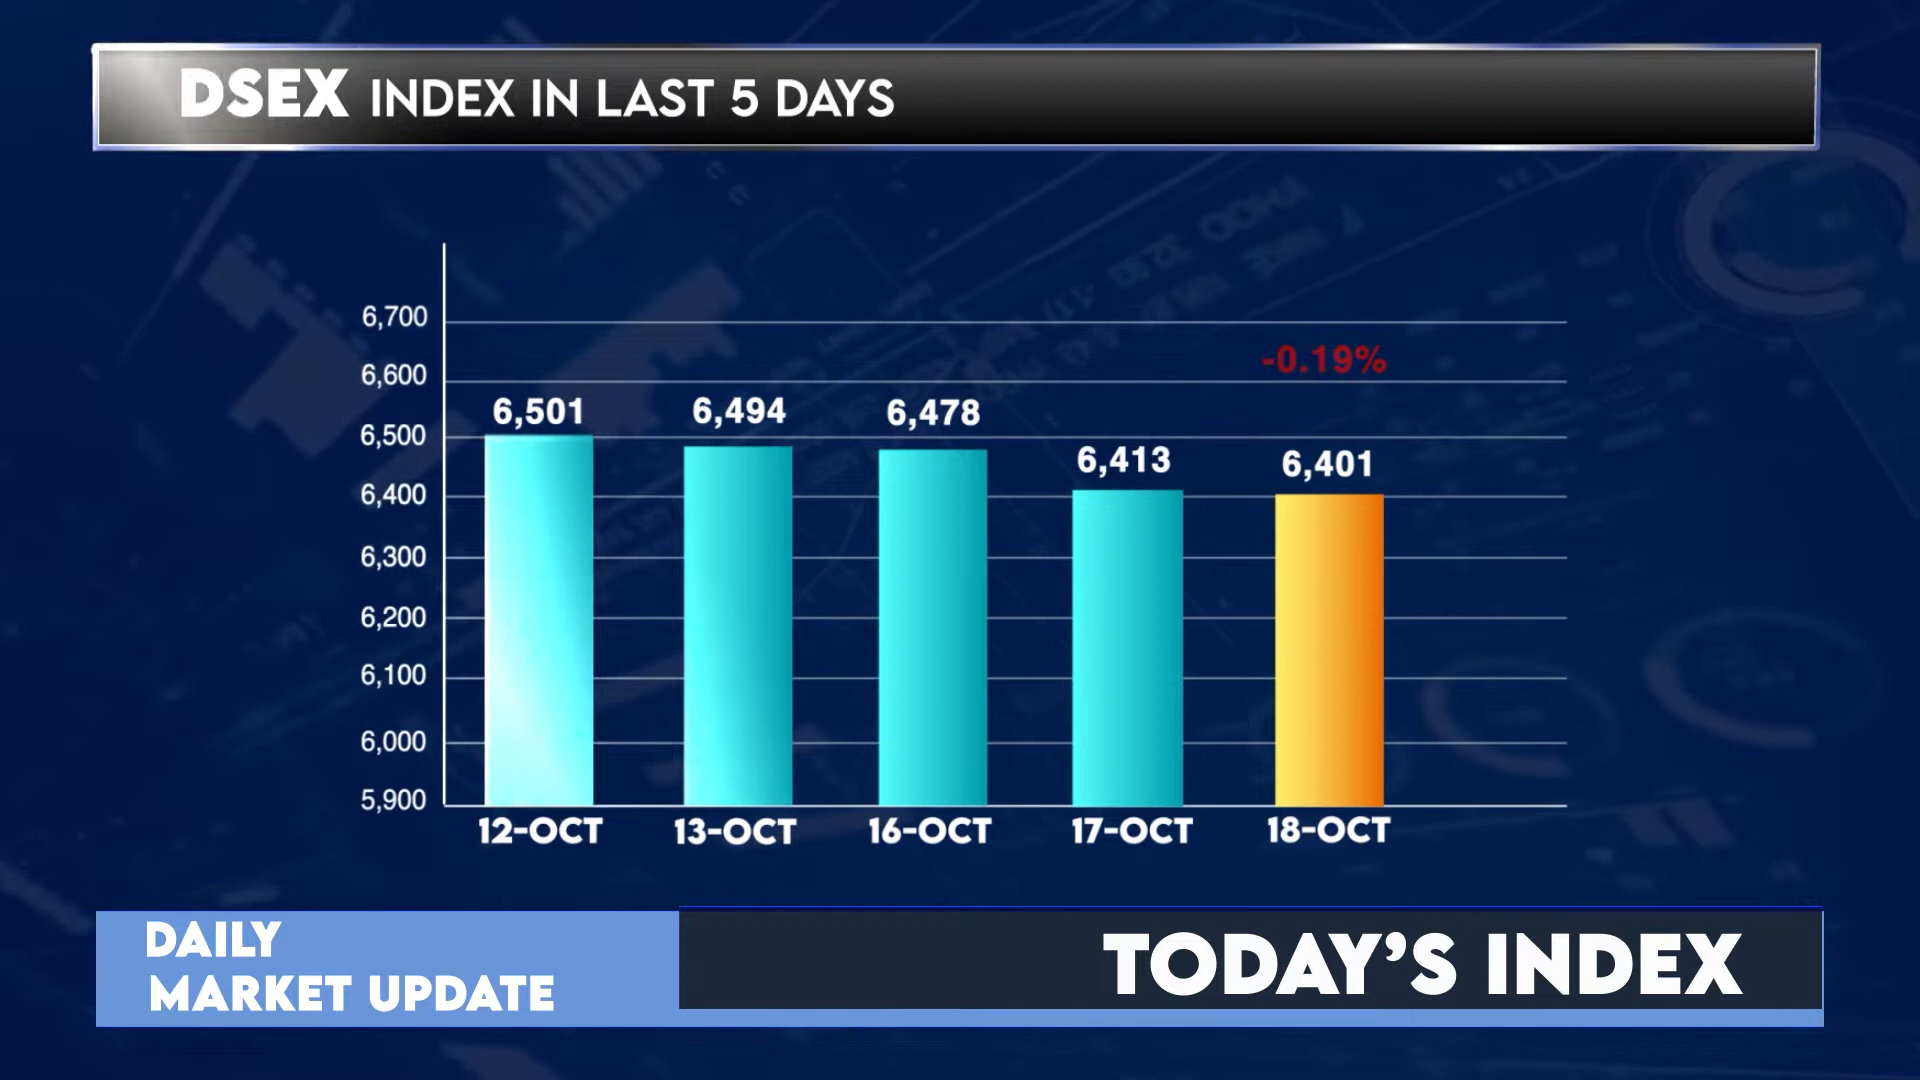 DSEX INDEX IN LAST 5 DAYS
6,700
-0.19%
6,600
6,501 6,494 6,478
6,500
6,413 6,401
6,400
6,300
6,200
6,100
6,000
5,900
12-OCT 13-OCT 16-OCT 17-OCT 18-OCT
DAILY
MARKET UPDATE
TODAY'S INDEX